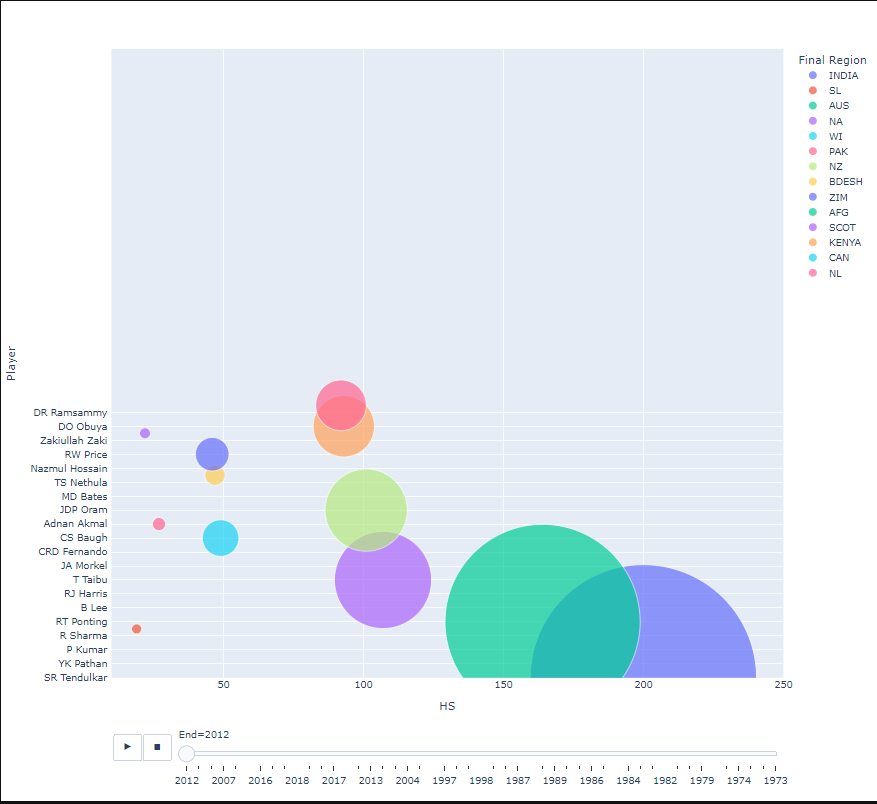 Final Region
INDIA
SL
AUS
NA
WI
PAK
NZ
BDESH
ZIM
AFG
SCOT
KENYA
CAN
NL
Player
DR Ramsammy
DO Obuya
Zakiullah Zaki
RW Price
Nazmul Hossain
TS Nethula
MD Bates
JDP Oram
Adnan Akmal
CS Baugh
CRD Fernando
JA Morkel
T Taibu
RJ Harris
B Lee
RT Ponting
R Sharma
P Kumar
YK Pathan
SR Tendulkar
50 100 150 200 250
HS
End=2012
2012 2007 2016 2018 2017 2013 2004 1997 1998 1987 1989 1986 1984 1982 1979 1974 1973